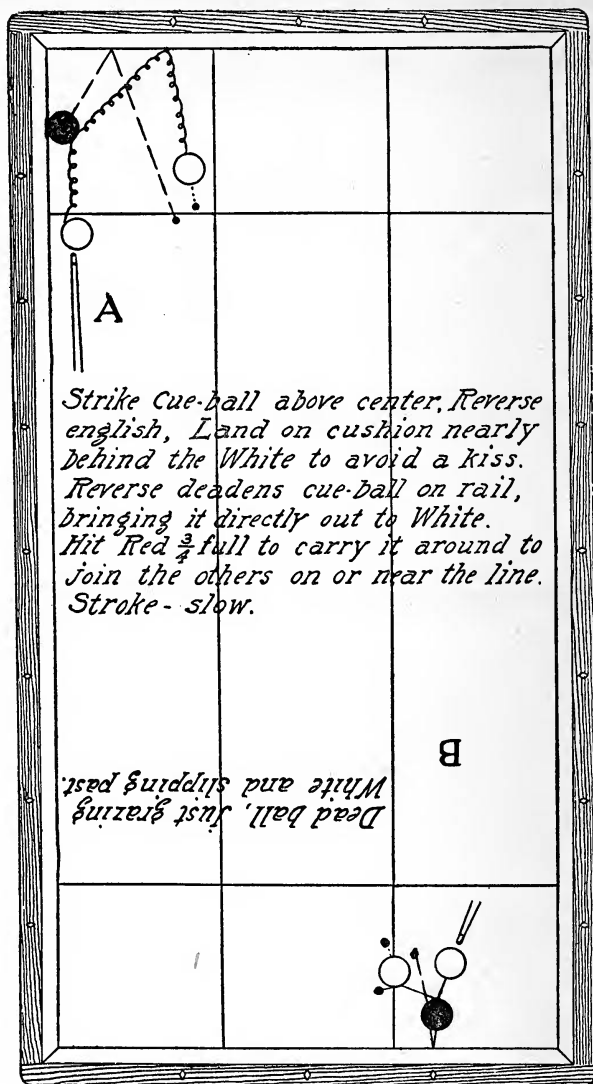 A
Strike Cue-ball above center, Reverse
english, Land on cushion nearly
behind the White to avoid a kiss.
Reverse deadens cue-ball on rail,
bringing it directly out to White.
Hit Red 3/4 full to carry it around to
join the others on or near the line.
Stroke - slow.
B
Dead ball, just grazing
White and slipping past.